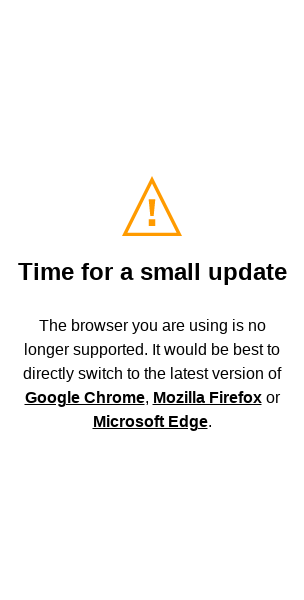 !
Time for a small update
The browser you are using is no
longer supported. It would be best to
directly switch to the latest version of
Google Chrome, Mozilla Firefox or
Microsoft Edge.